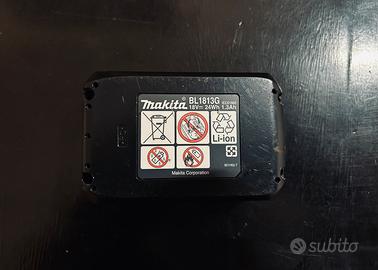 Makita
BL1813G
18V⎓ 24Wh 1.3Ah
Li-ion
Makita Corporation
subito